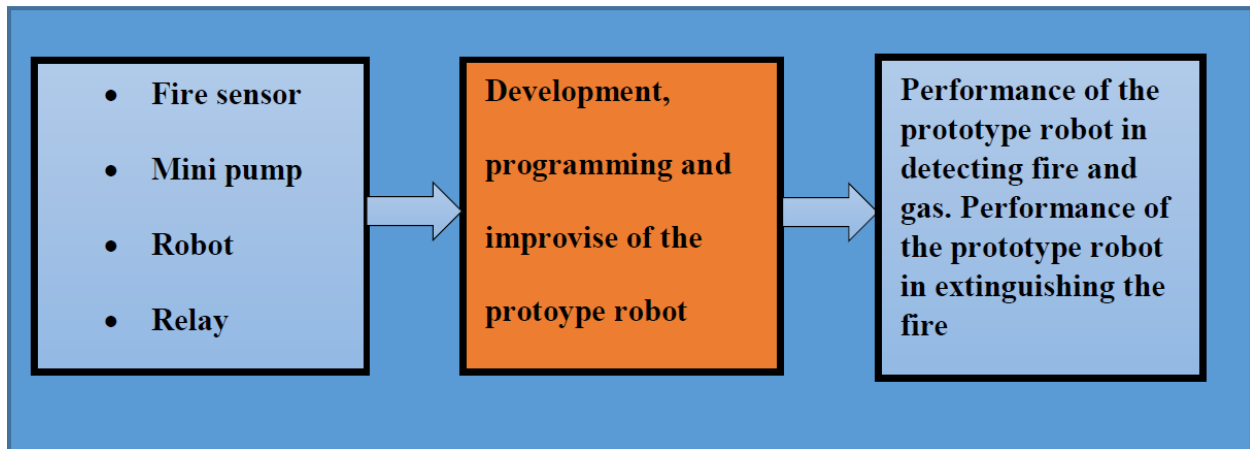 • Fire sensor
• Mini pump
• Robot
• Relay
Development,
programming and
improvise of the
protoype robot
Performance of the
prototype robot in
detecting fire and
gas. Performance of
the prototype robot
in extinguishing the
fire